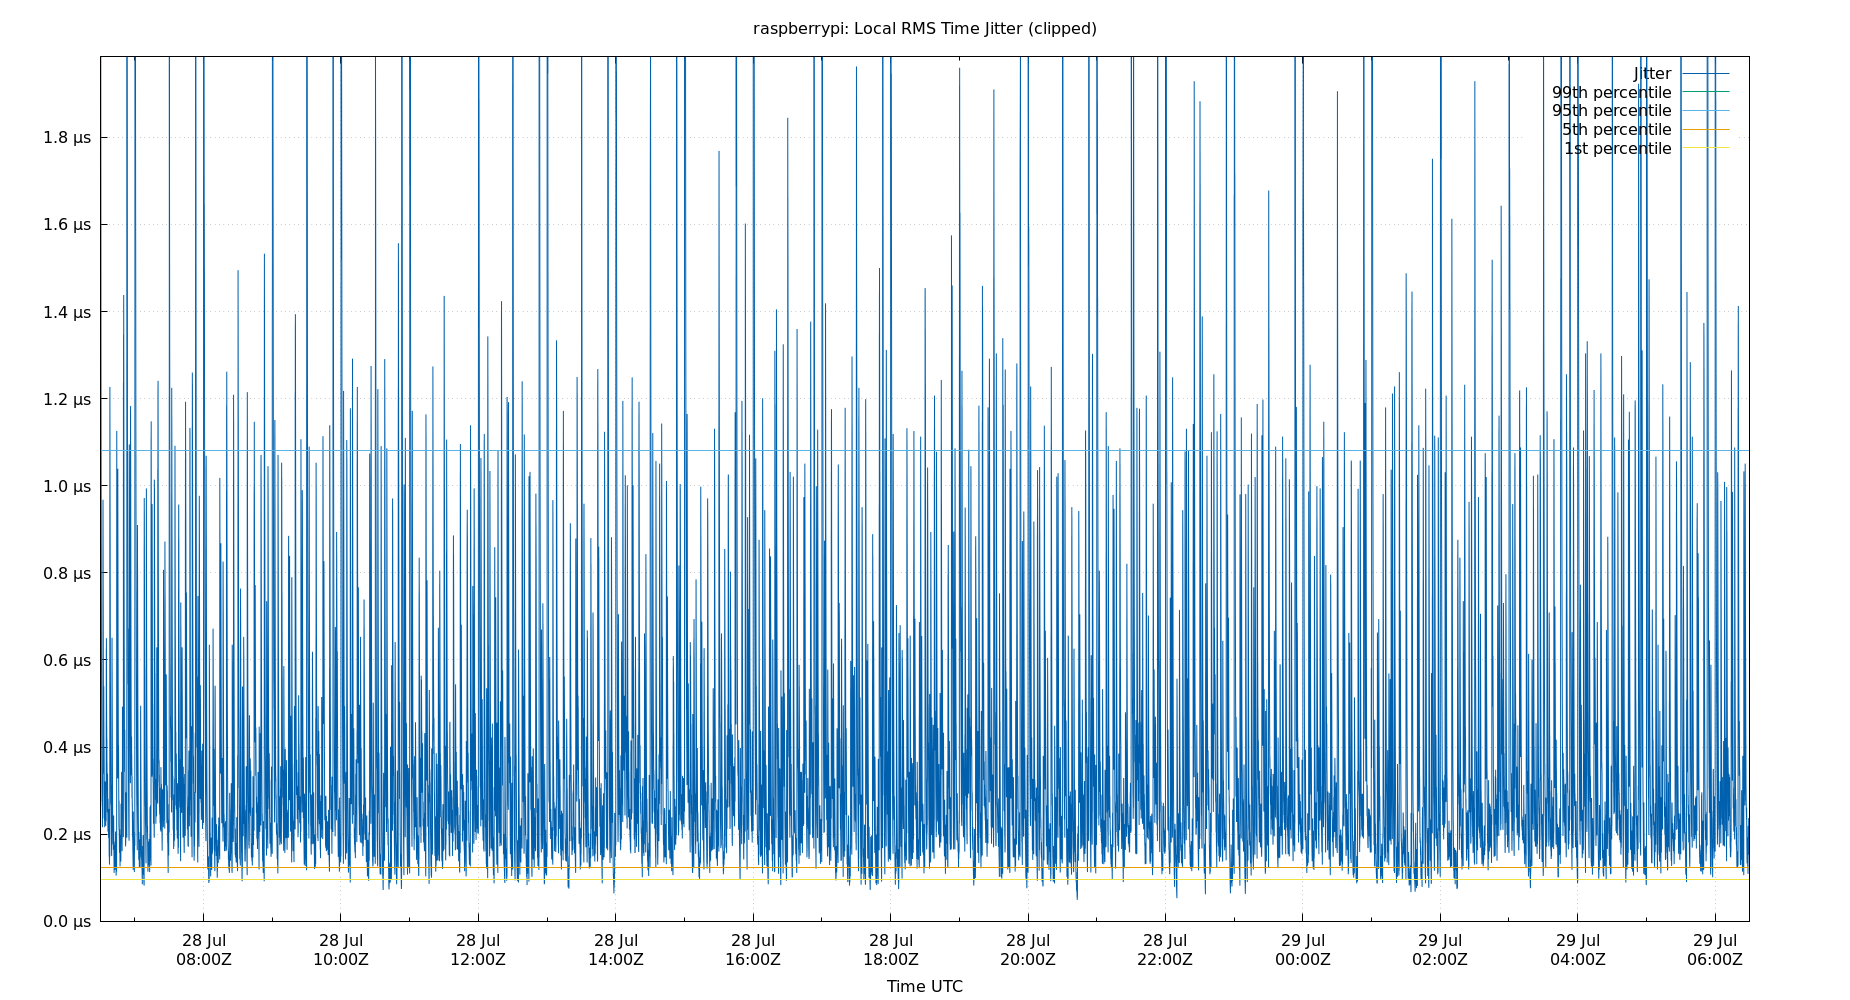 raspberrypi: Local RMS Time Jitter (clipped)
Jitter
99th percentile
95th percentile
5th percentile
1st percentile
1.8 µs
1.6 µs
1.4 µs
1.2 µs
1.0 µs
0.8 µs
0.6 µs
0.4 µs
0.2 µs
0.0 µs
28 Jul 28 Jul 28 Jul 28 Jul 28 Jul 28 Jul 28 Jul 28 Jul 29 Jul 29 Jul 29 Jul 29 Jul
08:00Z 10:00Z 12:00Z 14:00Z 16:00Z 18:00Z 20:00Z 22:00Z 00:00Z 02:00Z 04:00Z 06:00Z
Time UTC